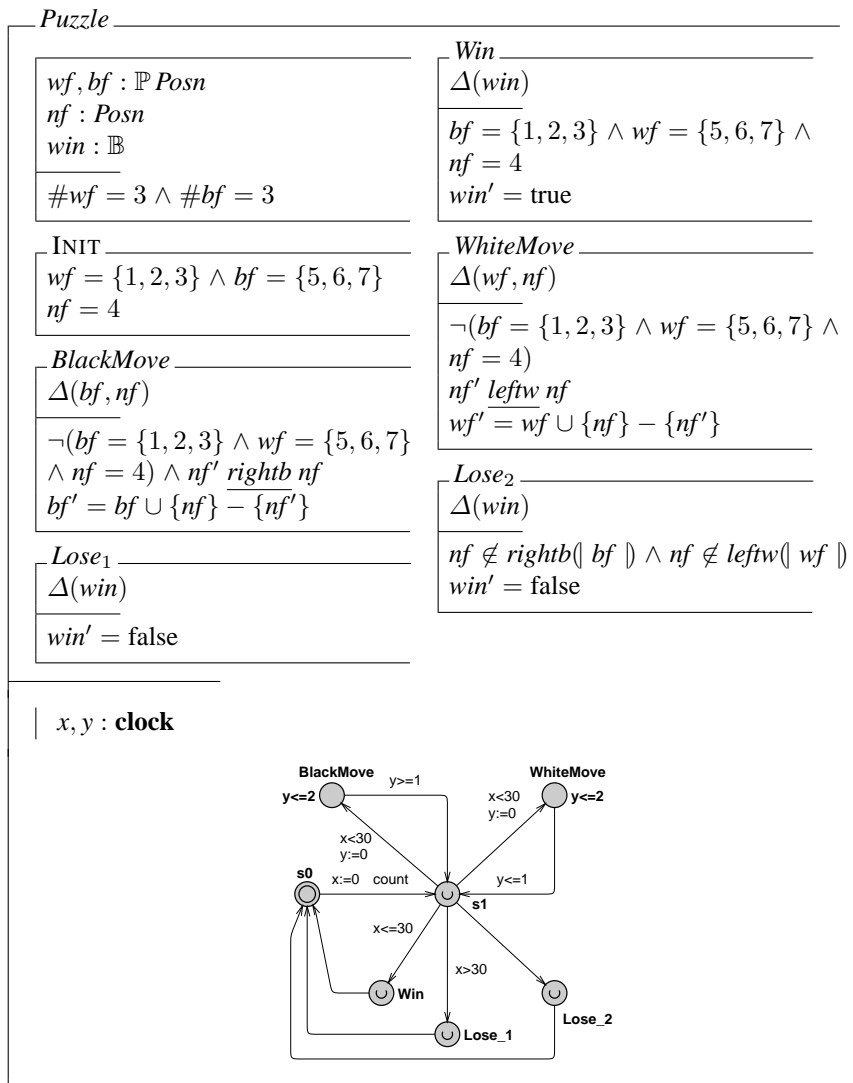 Puzzle
wf, bf : ℙ Posn
nf : Posn
win : 𝔹
#wf = 3 ∧ #bf = 3
INIT
wf = {1, 2, 3} ∧ bf = {5, 6, 7}
nf = 4
BlackMove
Δ(bf, nf)
¬(bf = {1, 2, 3} ∧ wf = {5, 6, 7}
∧ nf = 4) ∧ nf′ rightb nf
bf′ = bf ∪ {nf} − {nf′}
Lose₁
Δ(win)
win′ = false
Win
Δ(win)
bf = {1, 2, 3} ∧ wf = {5, 6, 7} ∧
nf = 4
win′ = true
WhiteMove
Δ(wf, nf)
¬(bf = {1, 2, 3} ∧ wf = {5, 6, 7} ∧
nf = 4)
nf′ leftw nf
wf′ = wf ∪ {nf} − {nf′}
Lose₂
Δ(win)
nf ∉ rightb⦇ bf ⦈ ∧ nf ∉ leftw⦇ wf ⦈
win′ = false
x, y : clock
BlackMove
y<=2
y>=1
WhiteMove
y<=2
x<30
y:=0
x<30
y:=0
s0
x:=0 count
y<=1
s1
x<=30
x>30
Win
Lose_1
Lose_2